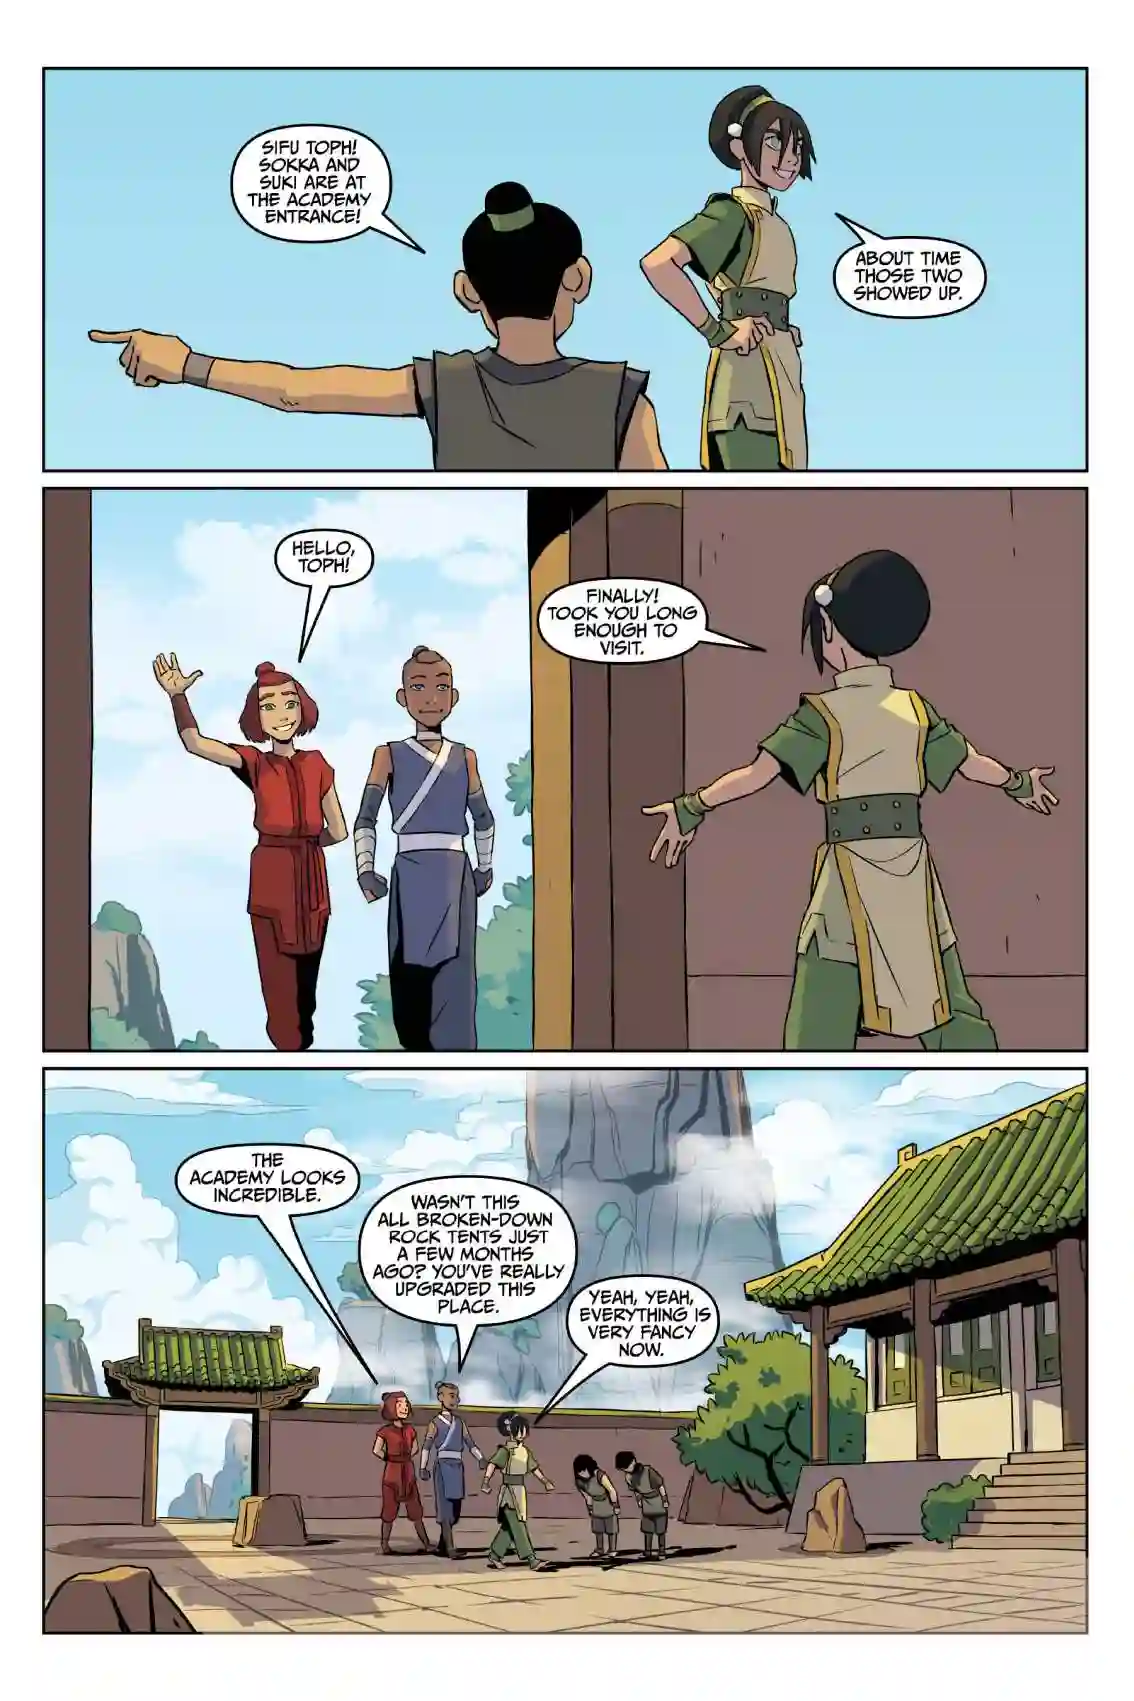 SIFU TOPH!
SOKKA AND
SUKI ARE AT
THE ACADEMY
ENTRANCE!
ABOUT TIME
THOSE TWO
SHOWED UP.
HELLO,
TOPH!
FINALLY!
TOOK YOU LONG
ENOUGH TO
VISIT.
THE
ACADEMY LOOKS
INCREDIBLE.
WASN'T THIS
ALL BROKEN-DOWN
ROCK TENTS JUST
A FEW MONTHS
AGO? YOU'VE REALLY
UPGRADED THIS
PLACE.
YEAH, YEAH,
EVERYTHING IS
VERY FANCY
NOW.